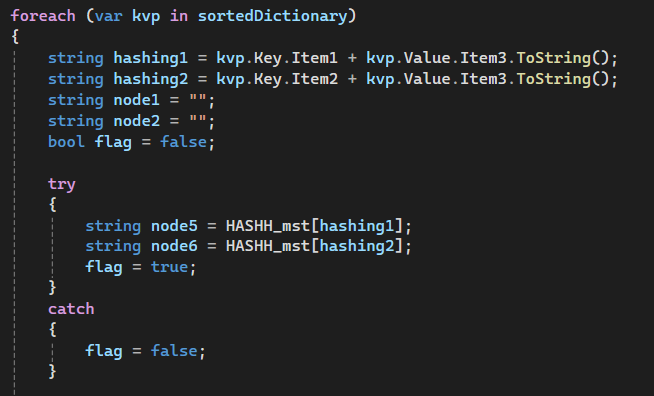 foreach (var kvp in sortedDictionary)
{
string hashing1 = kvp.Key.Item1 + kvp.Value.Item3.ToString();
string hashing2 = kvp.Key.Item2 + kvp.Value.Item3.ToString();
string node1 = "";
string node2 = "";
bool flag = false;
try
{
string node5 = HASHH_mst[hashing1];
string node6 = HASHH_mst[hashing2];
flag = true;
}
catch
{
flag = false;
}